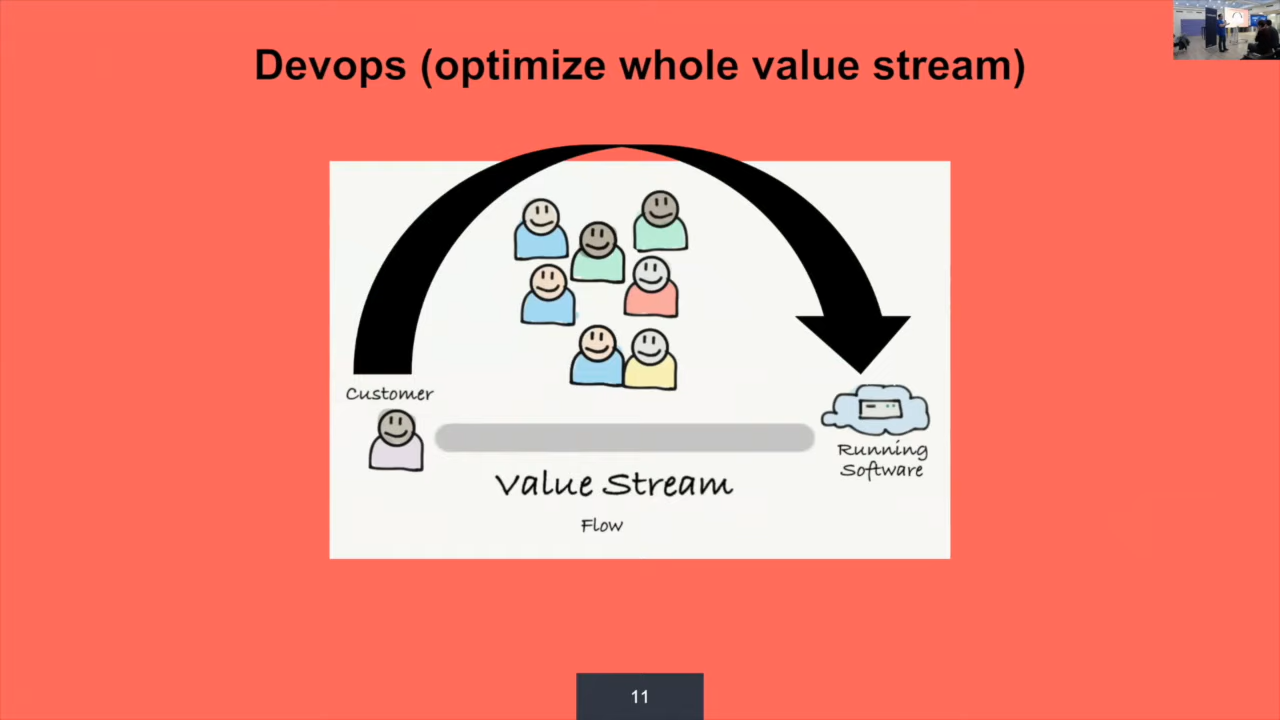 Devops (optimize whole value stream)
Customer
Running
Software
Value Stream
Flow
11